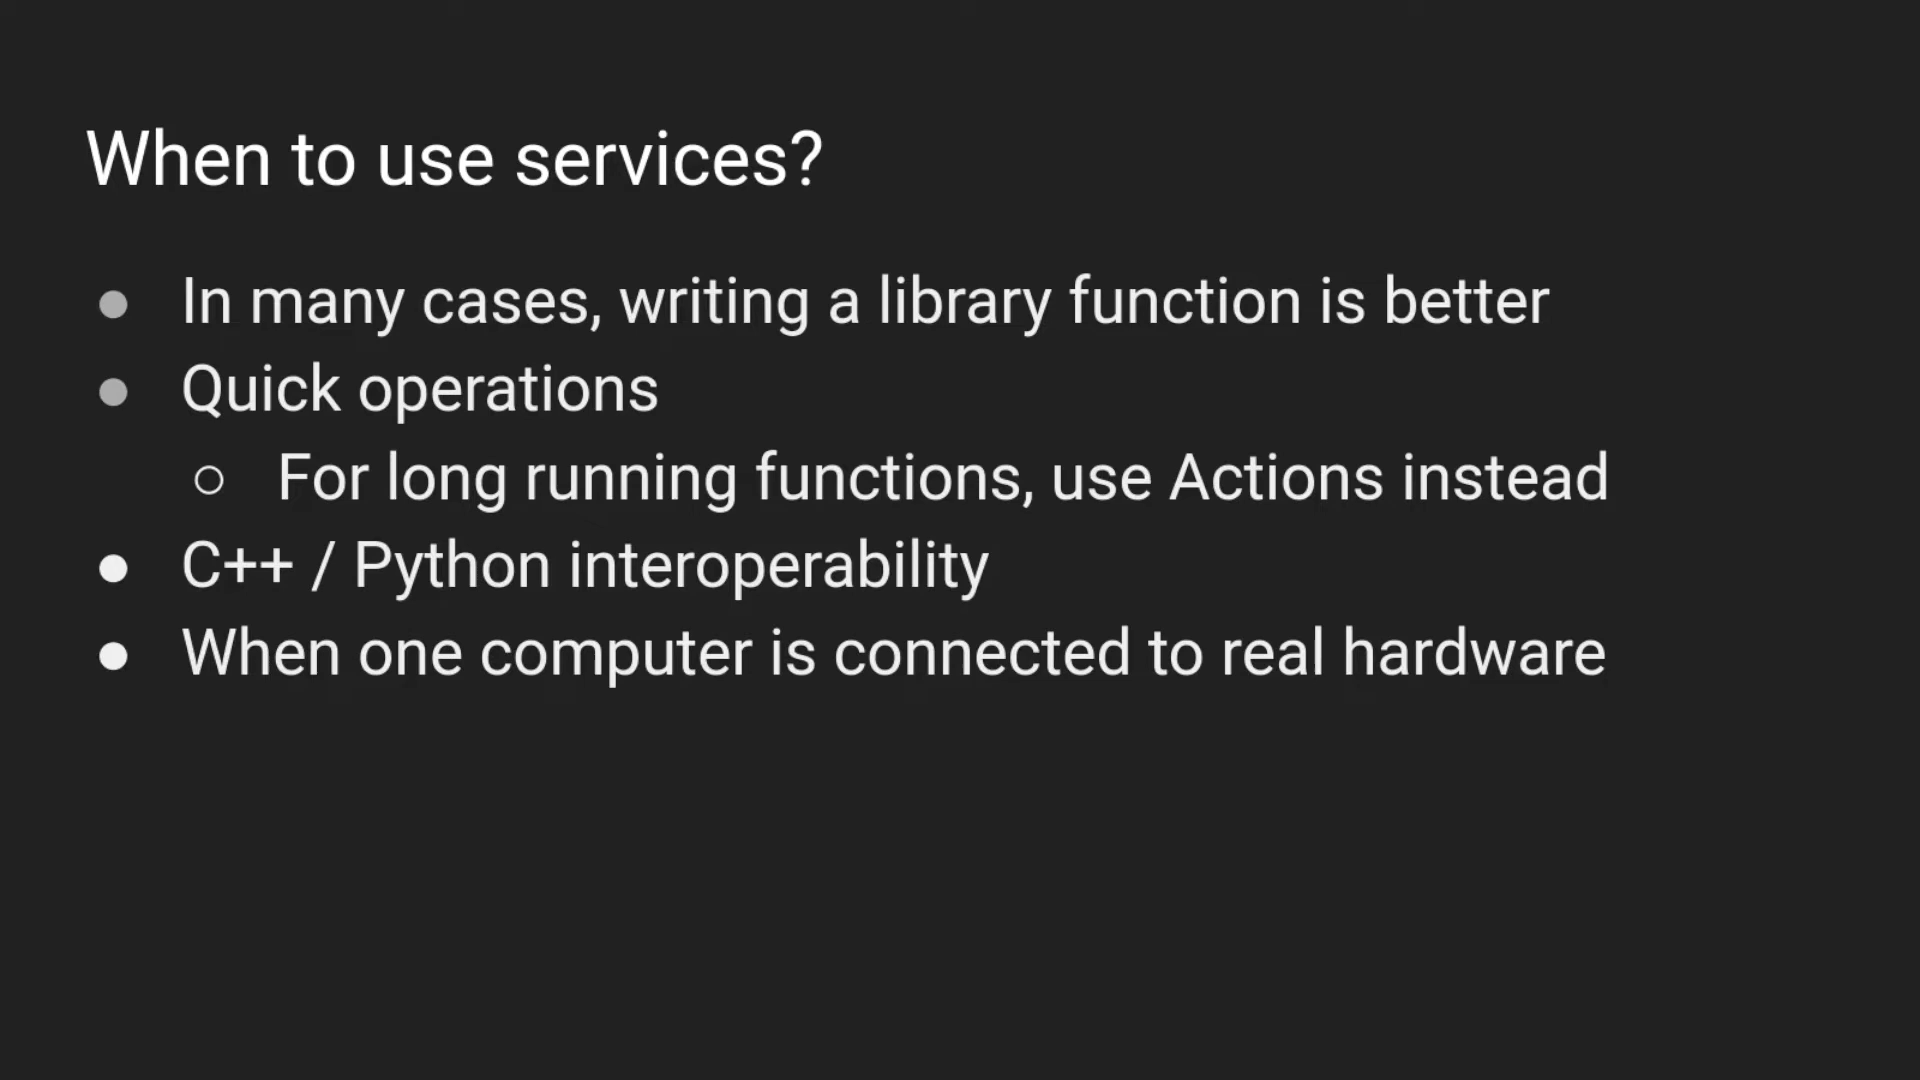 When to use services?
● In many cases, writing a library function is better
● Quick operations
○ For long running functions, use Actions instead
● C++ / Python interoperability
● When one computer is connected to real hardware